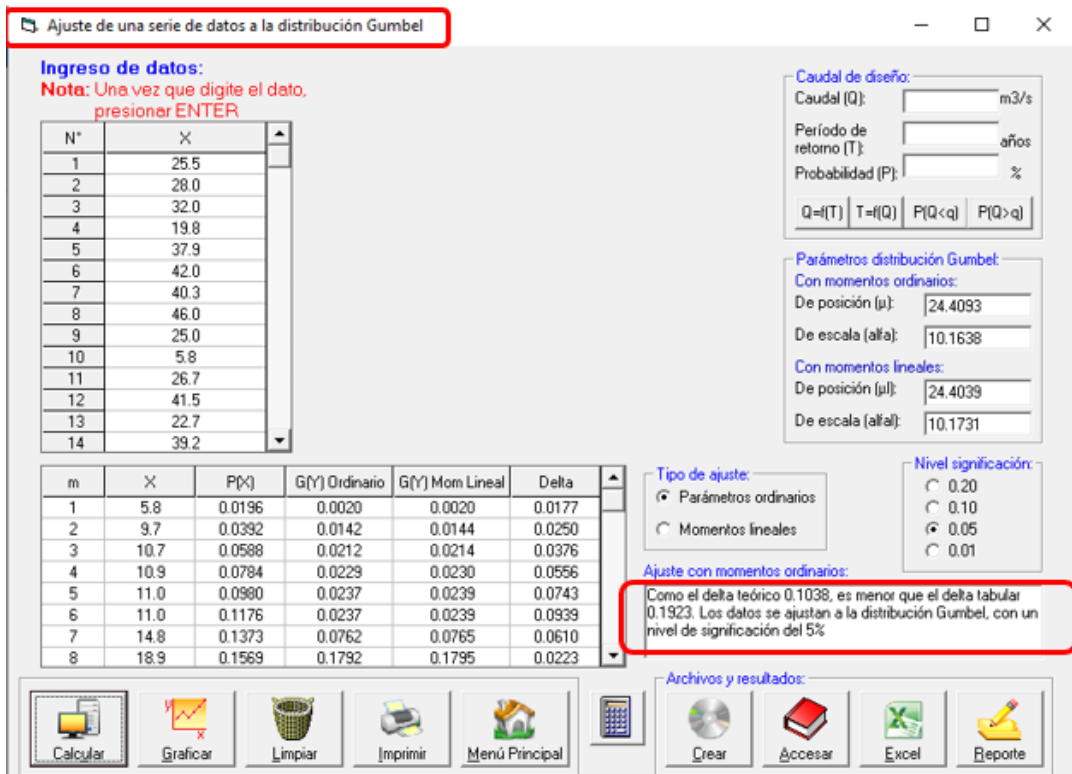 Ajuste de una serie de datos a la distribución Gumbel
Ingreso de datos:
Nota: Una vez que digite el dato,
presionar ENTER
N° X
1 25.5
2 28.0
3 32.0
4 19.8
5 37.9
6 42.0
7 40.3
8 46.0
9 25.0
10 5.8
11 26.7
12 41.5
13 22.7
14 39.2
Caudal de diseño:
Caudal (Q): m3/s
Período de
retorno (T): años
Probabilidad (P): %
Q=f(T) T=f(Q) P(Q<q) P(Q>q)
Parámetros distribución Gumbel:
Con momentos ordinarios:
De posición (µ): 24.4093
De escala (alfa): 10.1638
Con momentos lineales:
De posición (µl): 24.4039
De escala (alfal): 10.1731
m X P(X) G(Y) Ordinario G(Y) Mom Lineal Delta
1 5.8 0.0196 0.0020 0.0020 0.0177
2 9.7 0.0392 0.0142 0.0144 0.0250
3 10.7 0.0588 0.0212 0.0214 0.0376
4 10.9 0.0784 0.0229 0.0230 0.0556
5 11.0 0.0980 0.0237 0.0239 0.0743
6 11.0 0.1176 0.0237 0.0239 0.0939
7 14.8 0.1373 0.0762 0.0765 0.0610
8 18.9 0.1569 0.1792 0.1795 0.0223
Tipo de ajuste:
Parámetros ordinarios
Momentos lineales
Nivel significación:
0.20
0.10
0.05
0.01
Ajuste con momentos ordinarios:
Como el delta teórico 0.1038, es menor que el delta tabular
0.1923. Los datos se ajustan a la distribución Gumbel, con un
nivel de significación del 5%
Calcular Graficar Limpiar Imprimir Menú Principal
Archivos y resultados:
Crear Accesar Excel Reporte